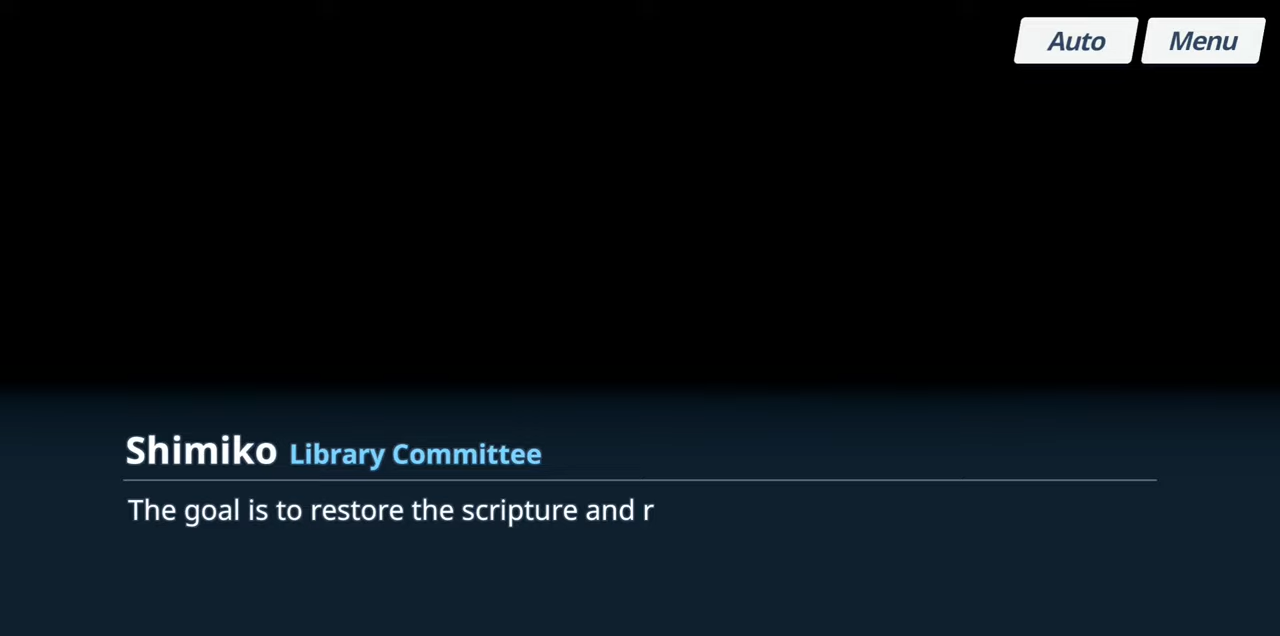 Auto Menu
Shimiko Library Committee
The goal is to restore the scripture and r